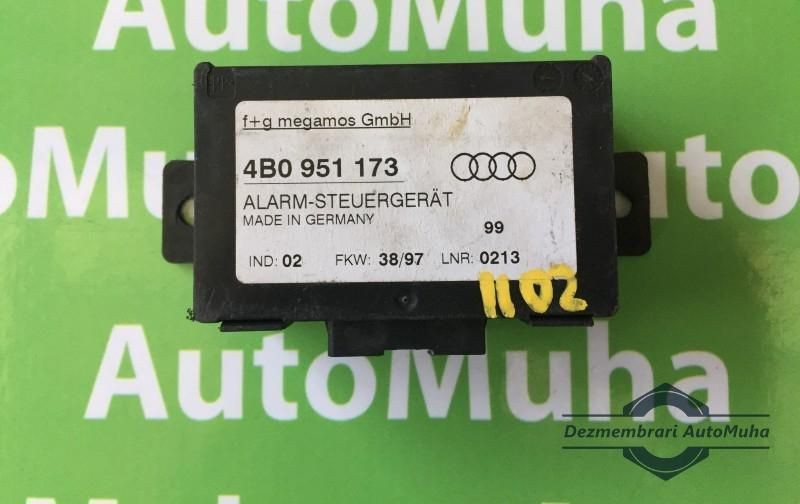 AutoMuha
f+g megamos GmbH
4B0 951 173
ALARM-STEUERGERÄT
MADE IN GERMANY
99
IND: 02 FKW: 38/97 LNR: 0213
1102
AutoMuha
Dezmembrari AutoMuha